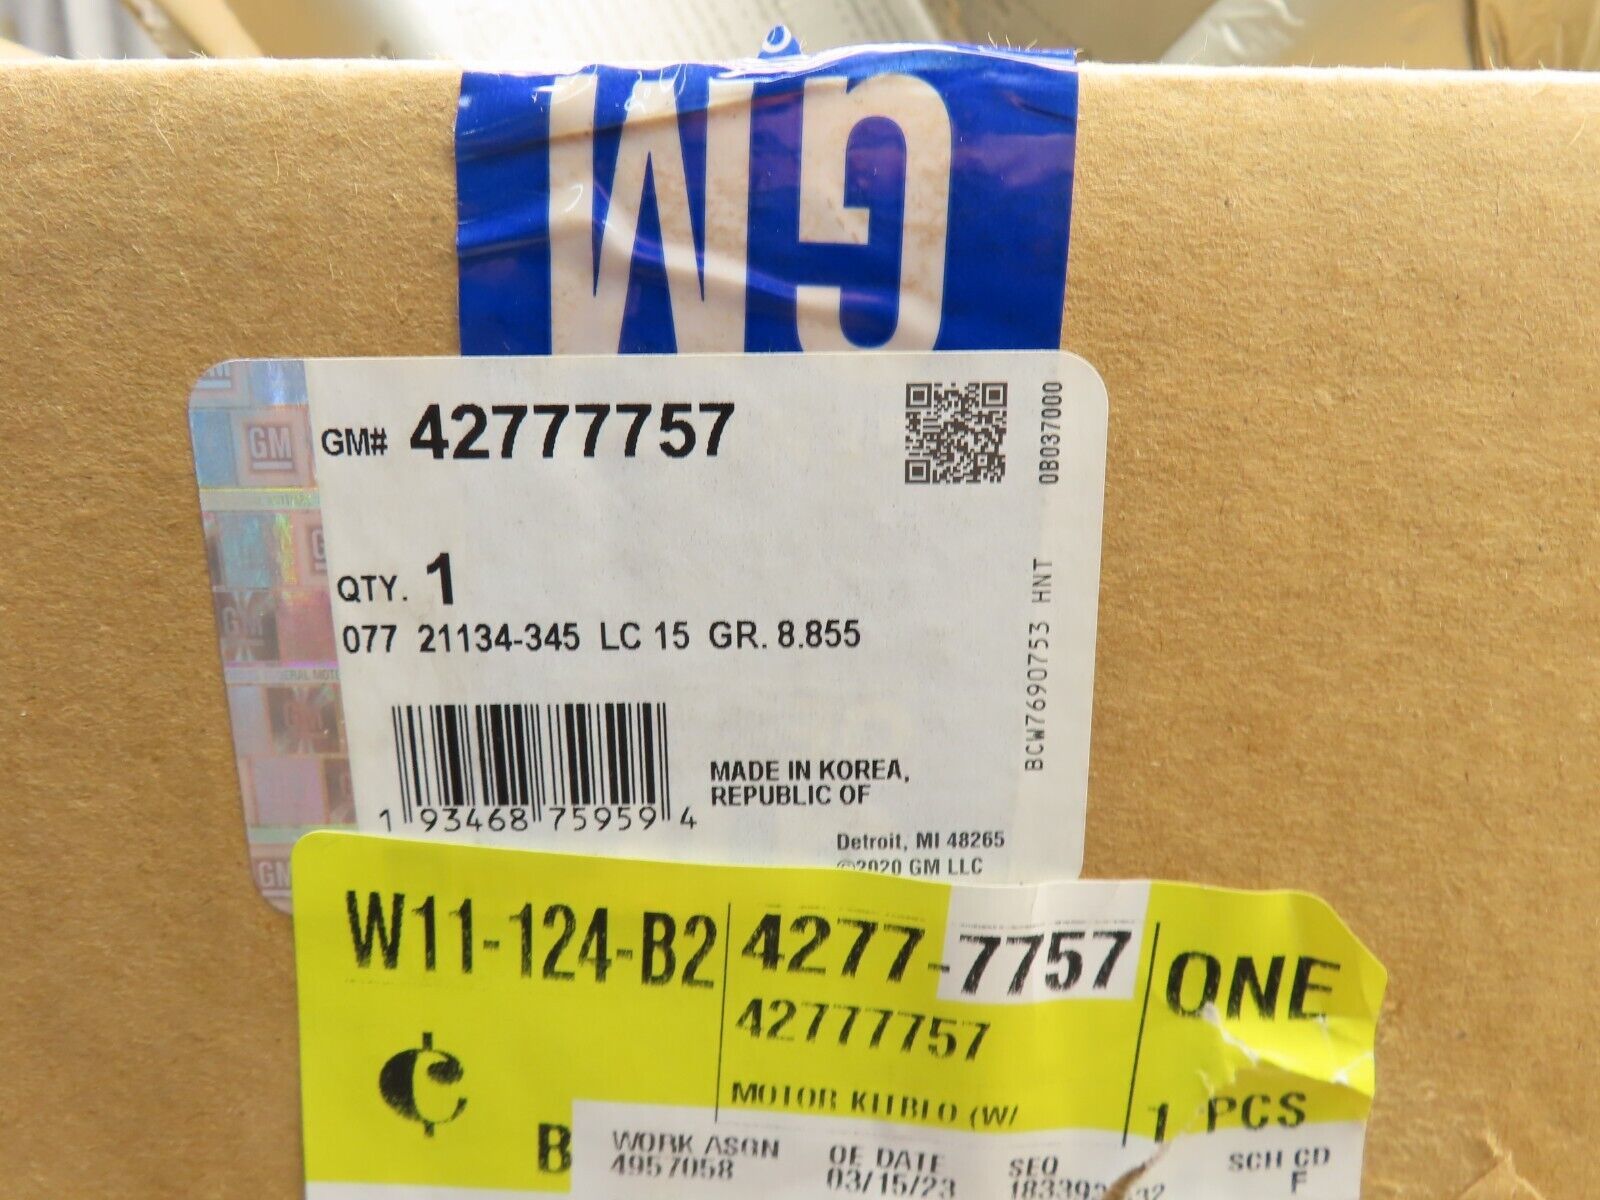 GM
GM# 42777757
0B037000
QTY. 1
077 21134-345 LC 15 GR. 8.855
BCW7690753 HNT
1 93468 75959 4
MADE IN KOREA,
REPUBLIC OF
Detroit, MI 48265
©2020 GM LLC
GM
W11-124-B2
4277-7757
ONE
42777757
¢
MOTOR KITBLO (W/
1 PCS
B
WORK ASGN
4957058
OE DATE
03/15/23
SEQ
SCH CD
F